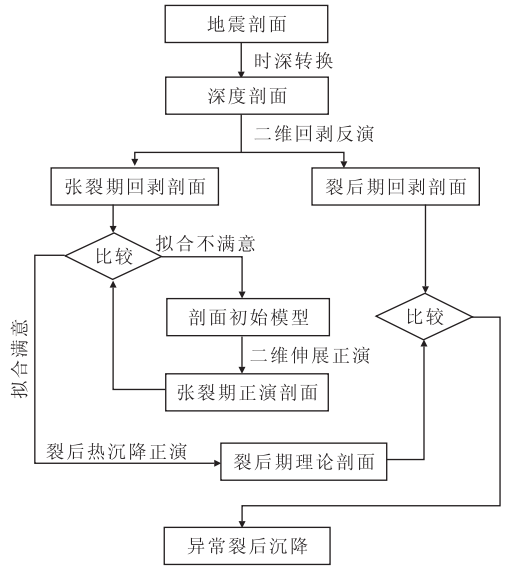 地震剖面
时深转换
深度剖面
二维回剥反演
张裂期回剥剖面
裂后期回剥剖面
比较
拟合不满意
剖面初始模型
比较
二维伸展正演
拟合满意
张裂期正演剖面
裂后热沉降正演
裂后期理论剖面
异常裂后沉降